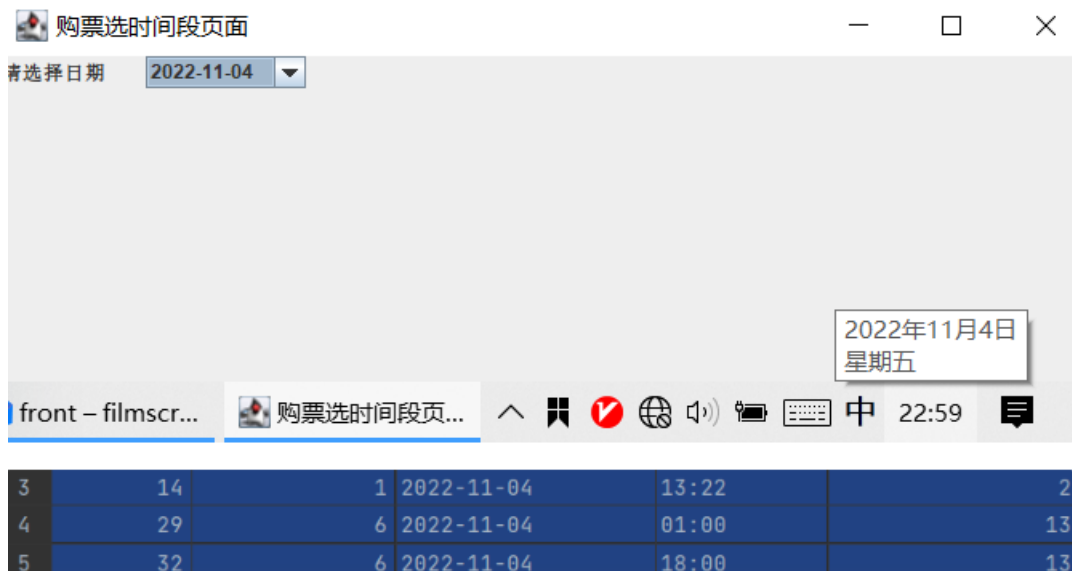 购票选时间段页面
请选择日期 2022-11-04
2022年11月4日
星期五
front – filmscr... 购票选时间段页... 中 22:59
3 14 1 2022-11-04 13:22 2
4 29 6 2022-11-04 01:00 13
5 32 6 2022-11-04 18:00 13